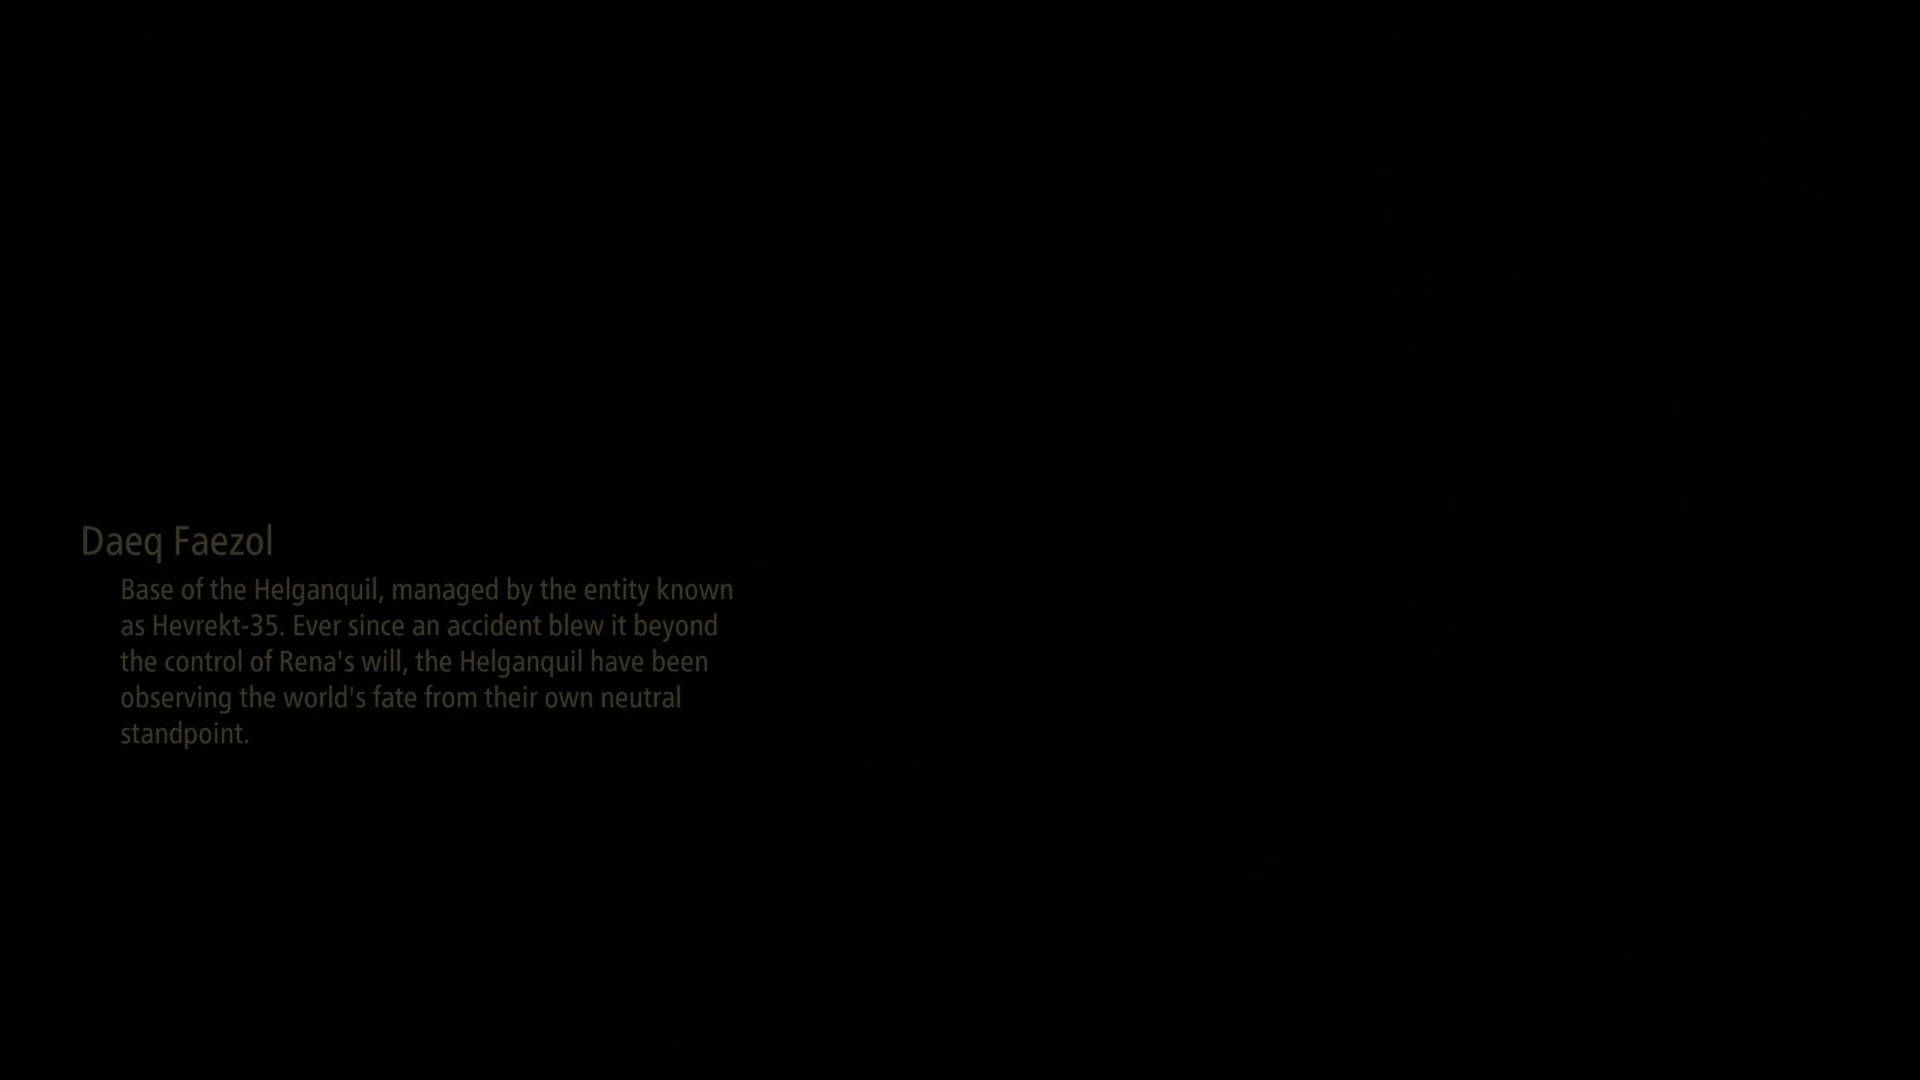 Daeq Faezol
Base of the Helganquil, managed by the entity known
as Hevrekt-35. Ever since an accident blew it beyond
the control of Rena's will, the Helganquil have been
observing the world's fate from their own neutral
standpoint.